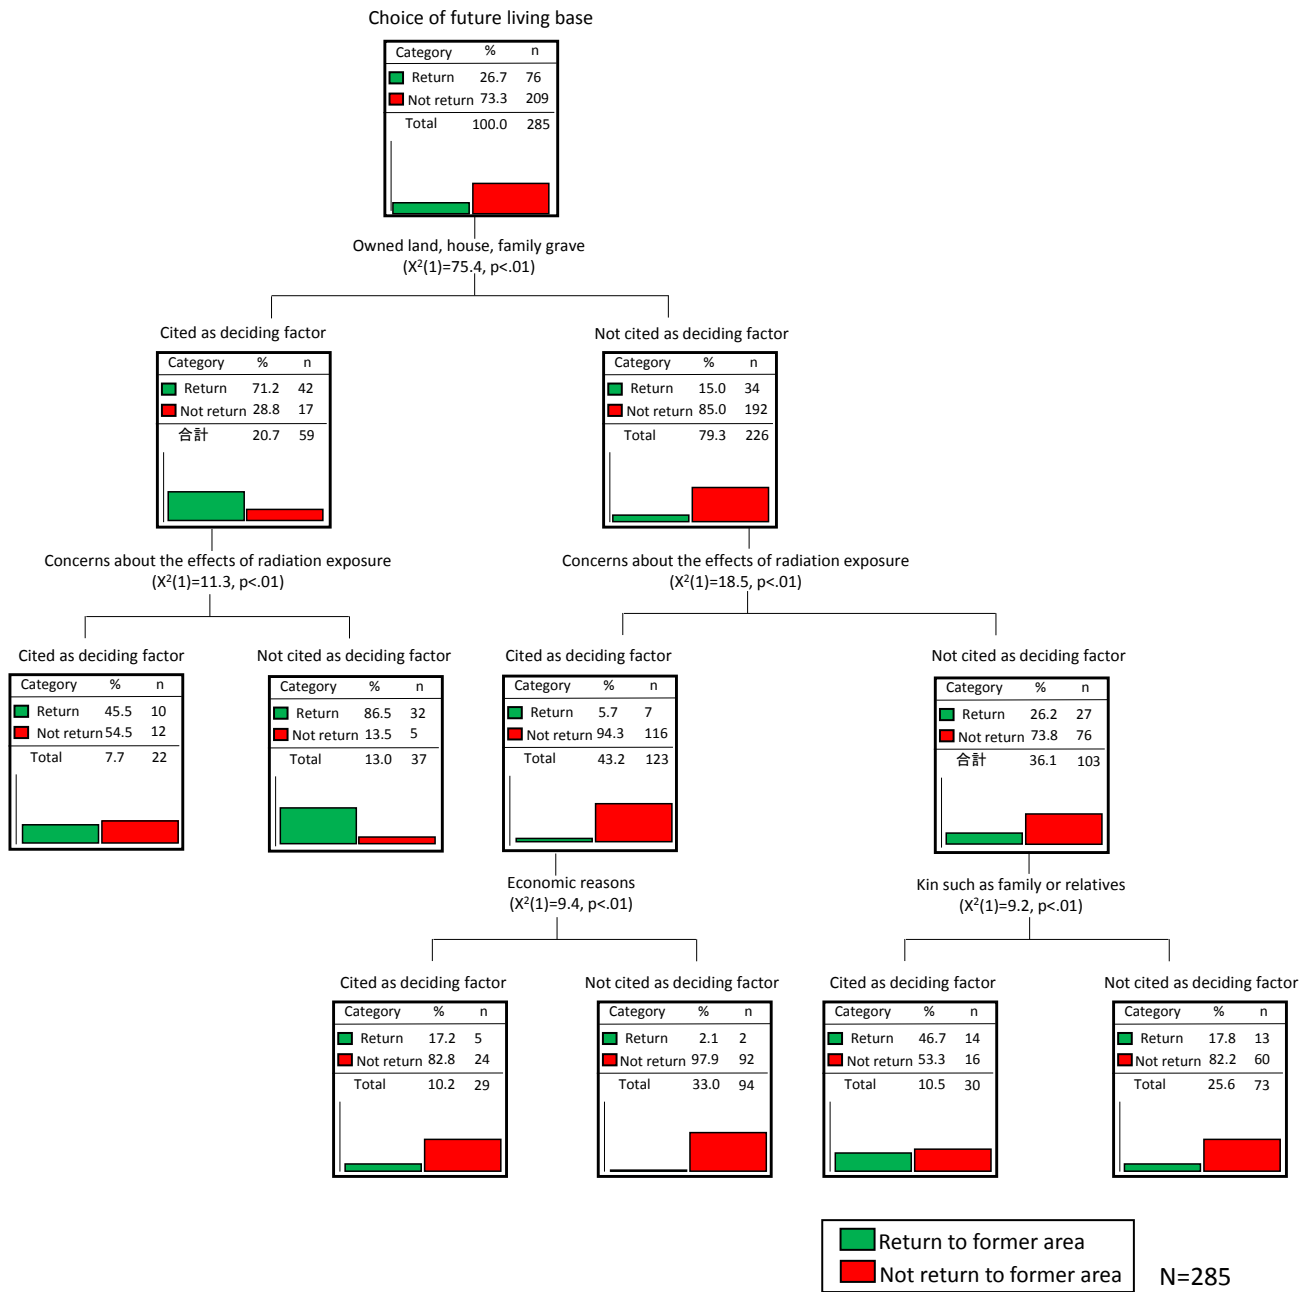 Choice of future living base
Category % n
Return 26.7 76
Not return 73.3 209
Total 100.0 285
Owned land, house, family grave
(X²(1)=75.4, p<.01)
Cited as deciding factor
Category % n
Return 71.2 42
Not return 28.8 17
合計 20.7 59
Not cited as deciding factor
Category % n
Return 15.0 34
Not return 85.0 192
Total 79.3 226
Concerns about the effects of radiation exposure
(X²(1)=11.3, p<.01)
Concerns about the effects of radiation exposure
(X²(1)=18.5, p<.01)
Cited as deciding factor
Category % n
Return 45.5 10
Not return 54.5 12
Total 7.7 22
Not cited as deciding factor
Category % n
Return 86.5 32
Not return 13.5 5
Total 13.0 37
Cited as deciding factor
Category % n
Return 5.7 7
Not return 94.3 116
Total 43.2 123
Not cited as deciding factor
Category % n
Return 26.2 27
Not return 73.8 76
合計 36.1 103
Economic reasons
(X²(1)=9.4, p<.01)
Kin such as family or relatives
(X²(1)=9.2, p<.01)
Cited as deciding factor
Category % n
Return 17.2 5
Not return 82.8 24
Total 10.2 29
Not cited as deciding factor
Category % n
Return 2.1 2
Not return 97.9 92
Total 33.0 94
Cited as deciding factor
Category % n
Return 46.7 14
Not return 53.3 16
Total 10.5 30
Not cited as deciding factor
Category % n
Return 17.8 13
Not return 82.2 60
Total 25.6 73
Return to former area
Not return to former area
N=285